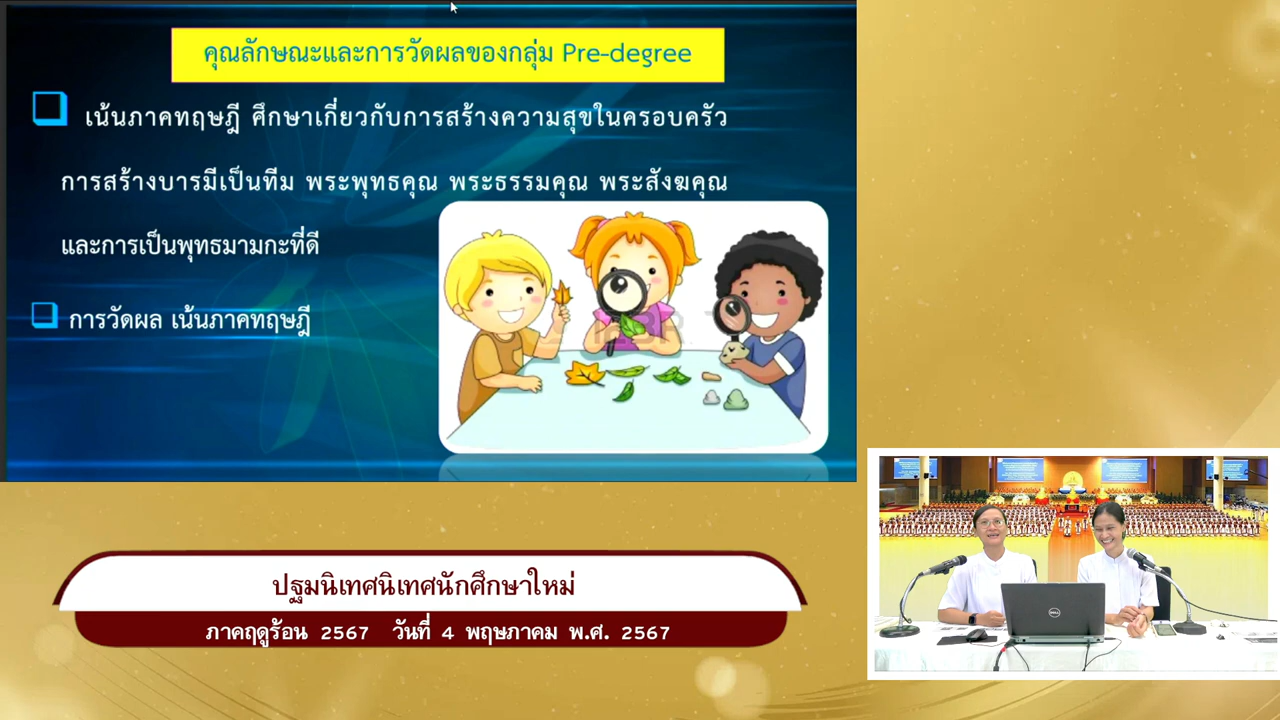 คุณลักษณะและการวัดผลของกลุ่ม Pre-degree
เน้นภาคทฤษฎี ศึกษาเกี่ยวกับการสร้างความสุขในครอบครัว
การสร้างบารมีเป็นทีม พระพุทธคุณ พระธรรมคุณ พระสังฆคุณ
และการเป็นพุทธมามกะที่ดี
การวัดผล เน้นภาคทฤษฎี
DELL
ปฐมนิเทศนิเทศนักศึกษาใหม่
ภาคฤดูร้อน 2567 วันที่ 4 พฤษภาคม พ.ศ. 2567